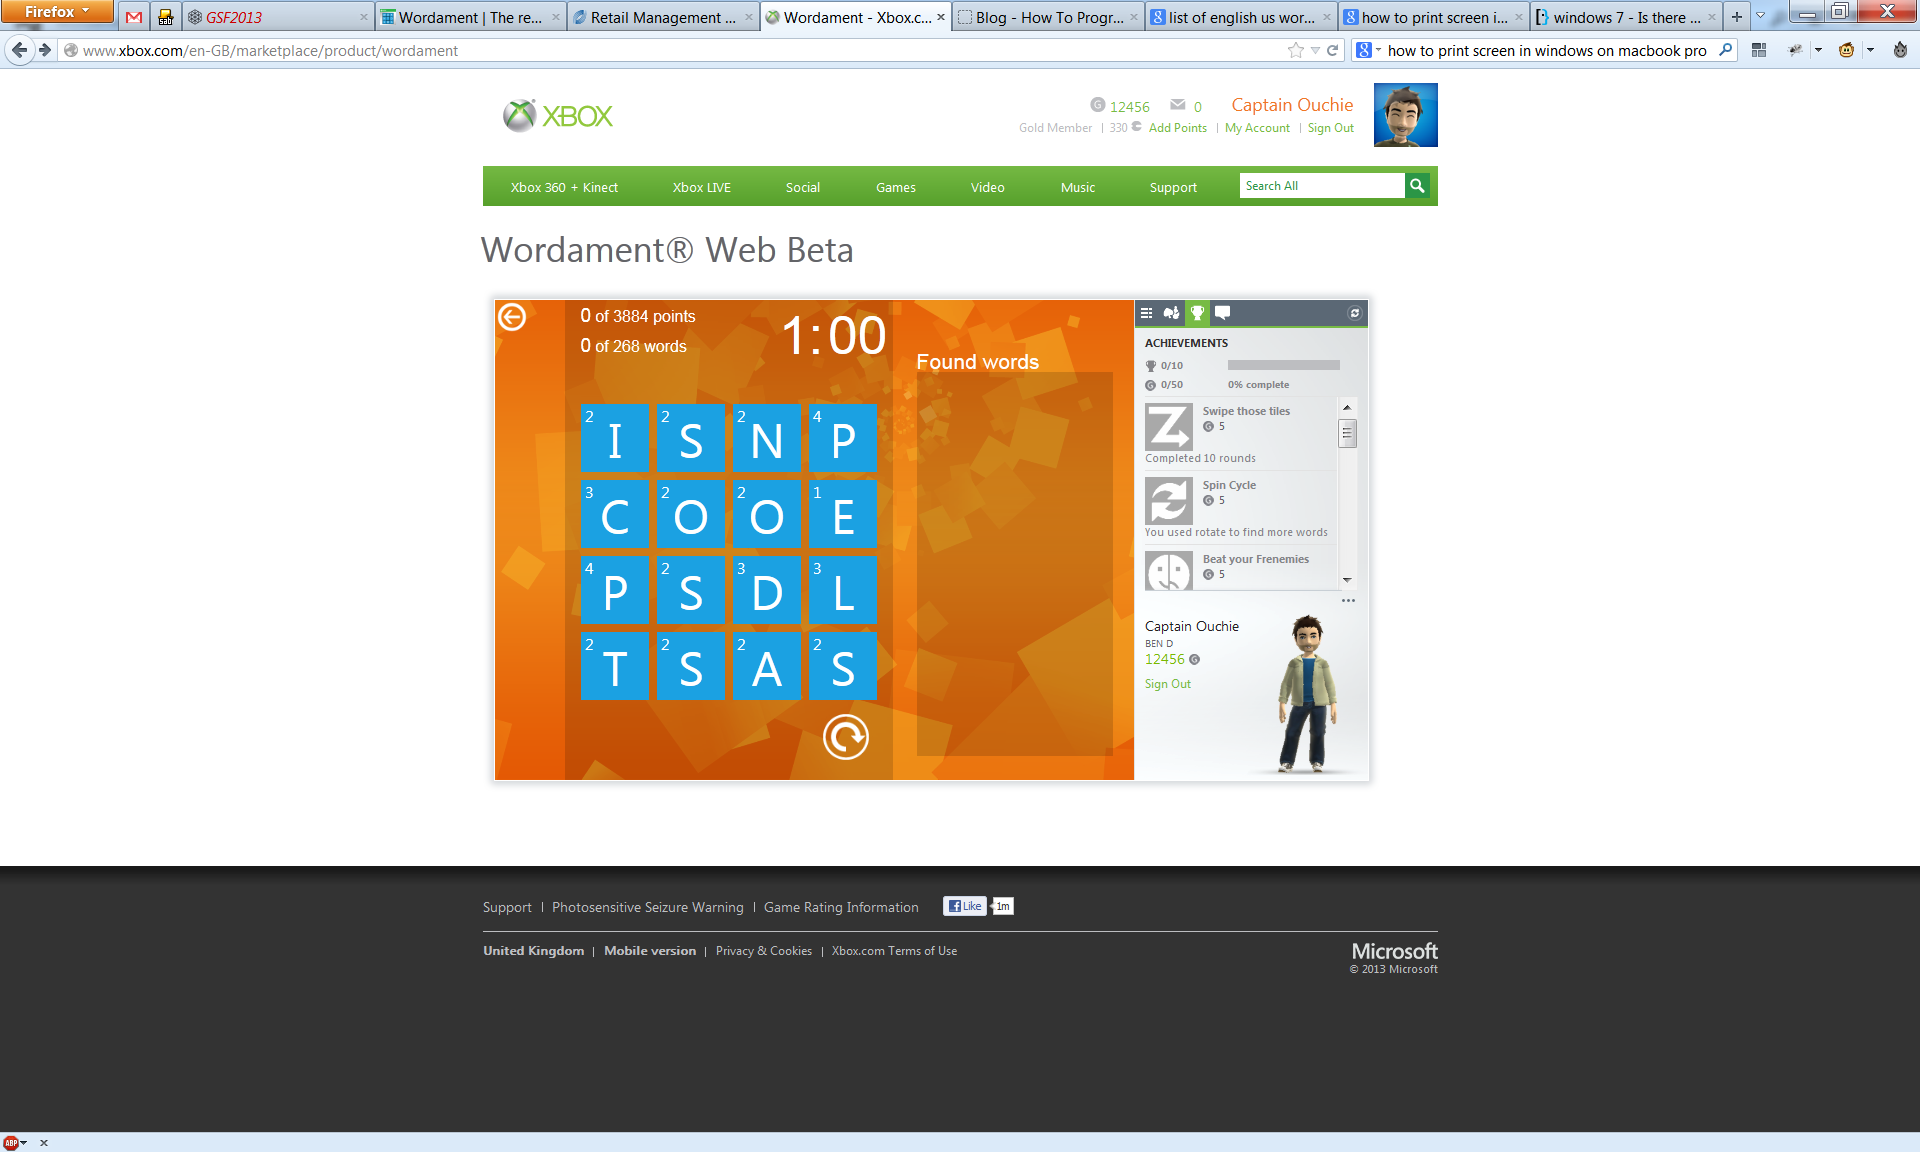 Firefox
GSF2013
Wordament | The re...
Retail Management ...
Wordament - Xbox.c...
Blog - How To Progr...
list of english us wor...
how to print screen i...
windows 7 - Is there ...
www.xbox.com/en-GB/marketplace/product/wordament
how to print screen in windows on macbook pro
XBOX
G 12456 0 Captain Ouchie
Gold Member | 330 Add Points | My Account | Sign Out
Xbox 360 + Kinect Xbox LIVE Social Games Video Music Support Search All
Wordament® Web Beta
0 of 3884 points
0 of 268 words
1:00
Found words
2 I 2 S 2 N 4 P
3 C 2 O 2 O 1 E
4 P 2 S 3 D 3 L
2 T 2 S 2 A 2 S
ACHIEVEMENTS
0/10
G 0/50 0% complete
Swipe those tiles
G 5
Completed 10 rounds
Spin Cycle
G 5
You used rotate to find more words
Beat your Frenemies
G 5
Captain Ouchie
BEN D
12456 G
Sign Out
Support | Photosensitive Seizure Warning | Game Rating Information Like 1m
United Kingdom | Mobile version | Privacy & Cookies | Xbox.com Terms of Use
Microsoft
© 2013 Microsoft
ABP